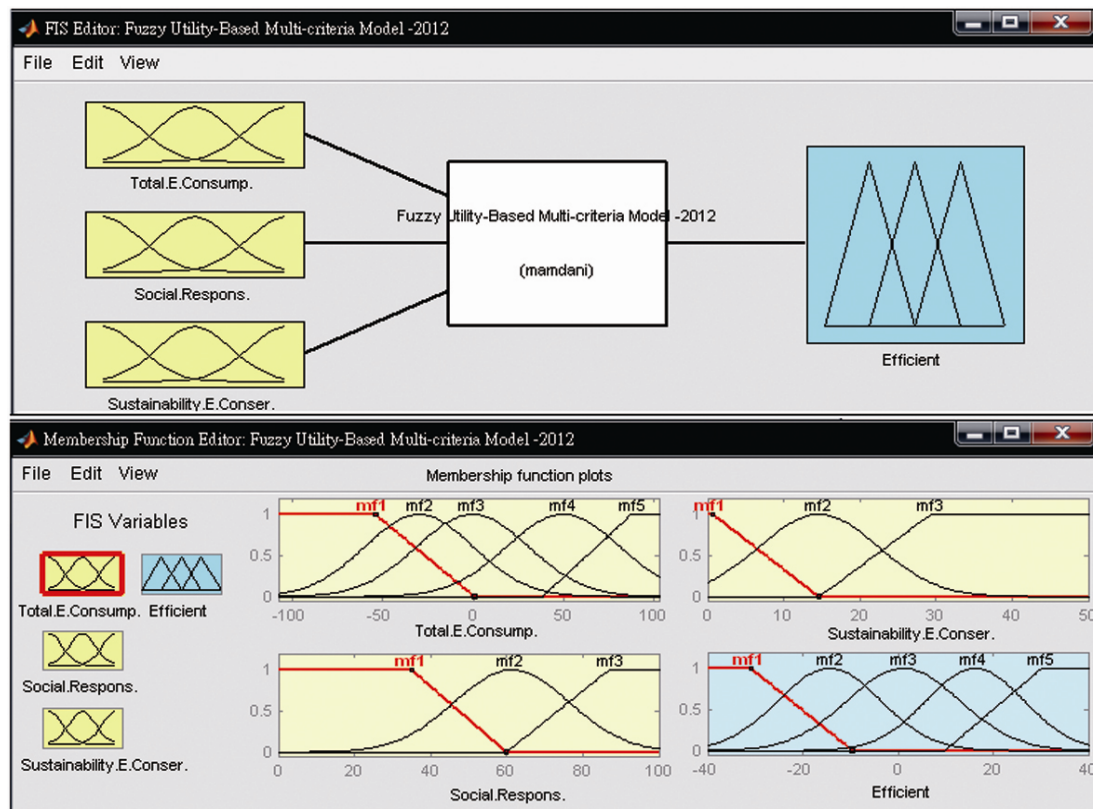 FIS Editor: Fuzzy Utility-Based Multi-criteria Model -2012
File Edit View
Total.E.Consump.
Social.Respons.
Sustainability.E.Conser.
Fuzzy Utility-Based Multi-criteria Model -2012
(mamdani)
Efficient
Membership Function Editor: Fuzzy Utility-Based Multi-criteria Model -2012
File Edit View
Membership function plots
FIS Variables
Total.E.Consump. Efficient
Social.Respons.
Sustainability.E.Conser.
mf1 mf2 mf3 mf4 mf5
1
0.5
0
-100 -50 0 50 100
Total.E.Consump.
mf1 mf2 mf3
1
0.5
0
0 10 20 30 40 50
Sustainability.E.Conser.
mf1 mf2 mf3
1
0.5
0
0 20 40 60 80 100
Social.Respons.
mf1 mf2 mf3 mf4 mf5
1
0.5
0
-40 -20 0 20 40
Efficient